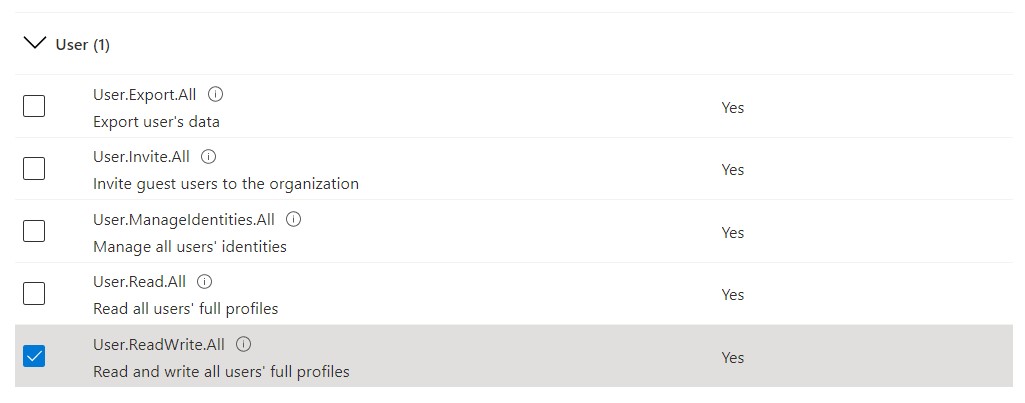 User (1)
User.Export.All
Export user's data
Yes
User.Invite.All
Invite guest users to the organization
Yes
User.ManageIdentities.All
Manage all users' identities
Yes
User.Read.All
Read all users' full profiles
Yes
User.ReadWrite.All
Read and write all users' full profiles
Yes